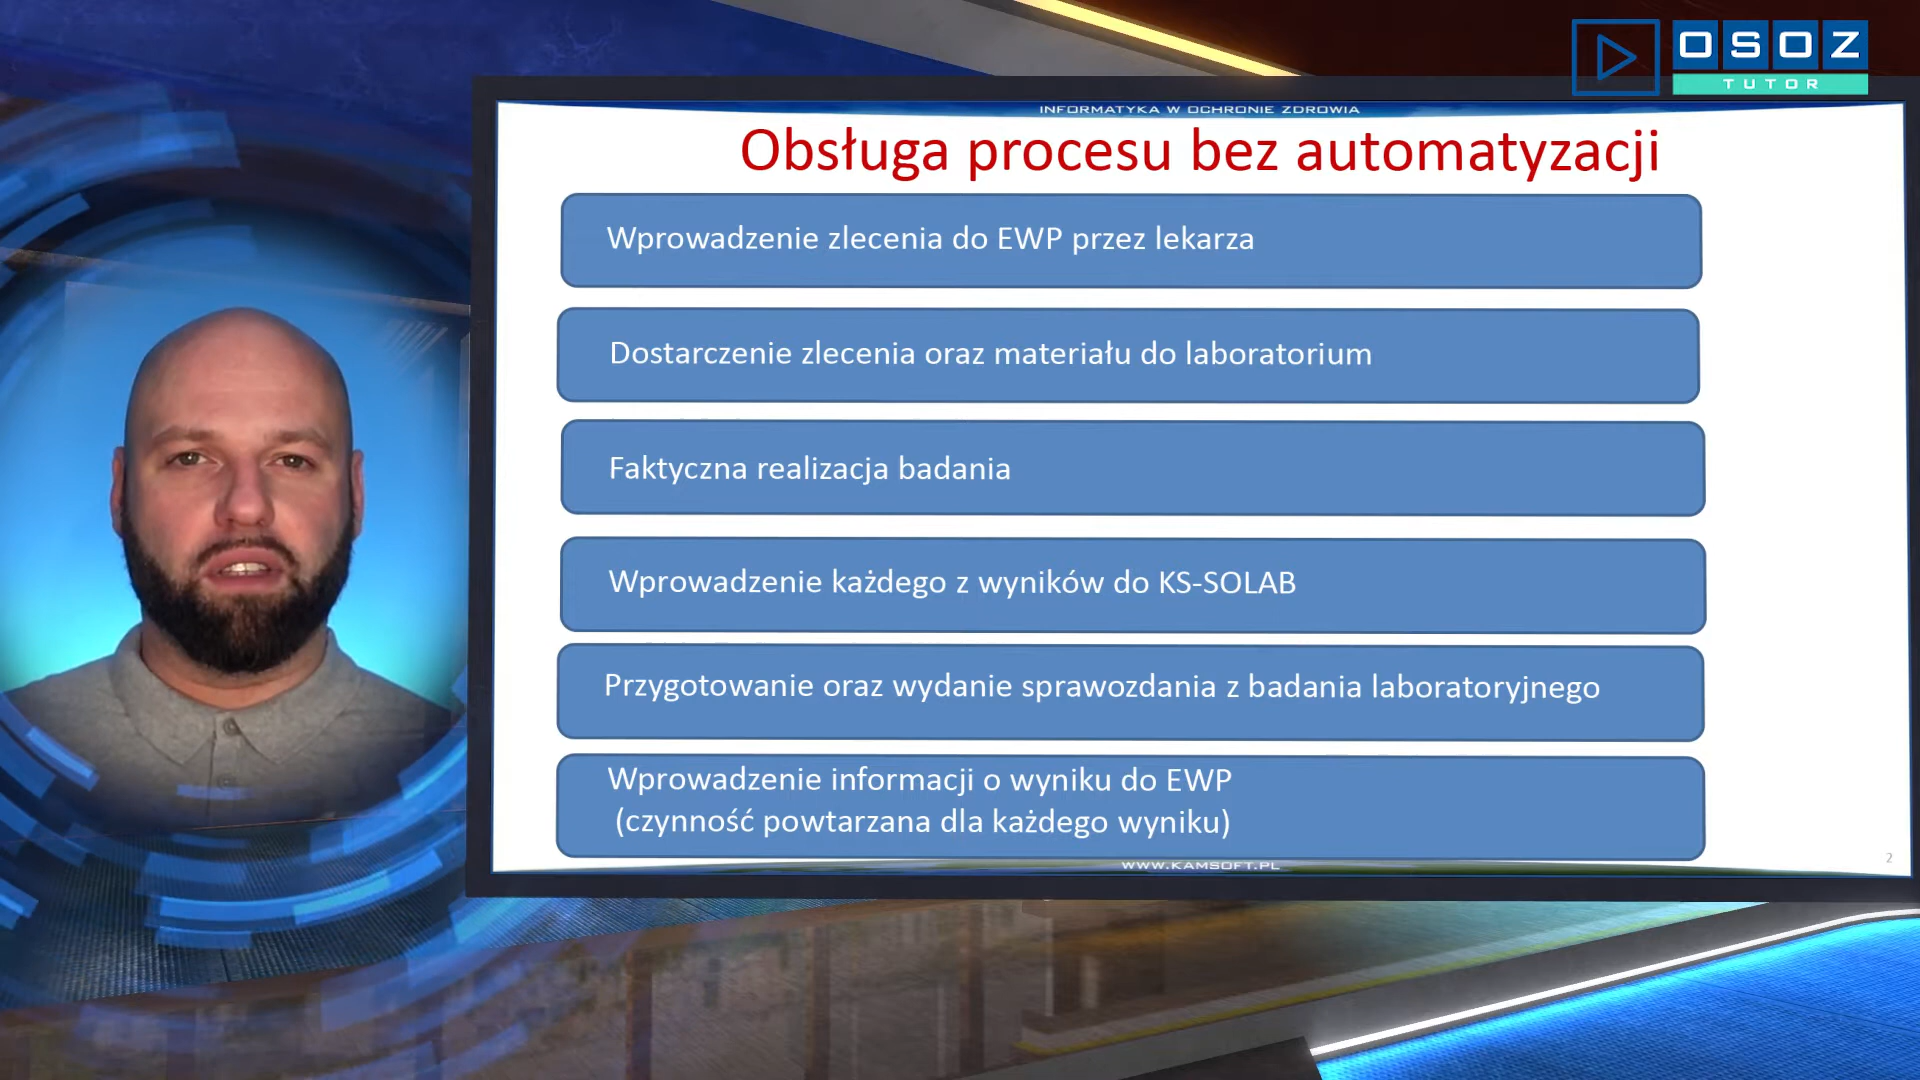 OSOZ
TUTOR
INFORMATYKA W OCHRONIE ZDROWIA
Obsługa procesu bez automatyzacji
Wprowadzenie zlecenia do EWP przez lekarza
Dostarczenie zlecenia oraz materiału do laboratorium
Faktyczna realizacja badania
Wprowadzenie każdego z wyników do KS-SOLAB
Przygotowanie oraz wydanie sprawozdania z badania laboratoryjnego
Wprowadzenie informacji o wyniku do EWP
(czynność powtarzana dla każdego wyniku)
WWW.KAMSOFT.PL
2